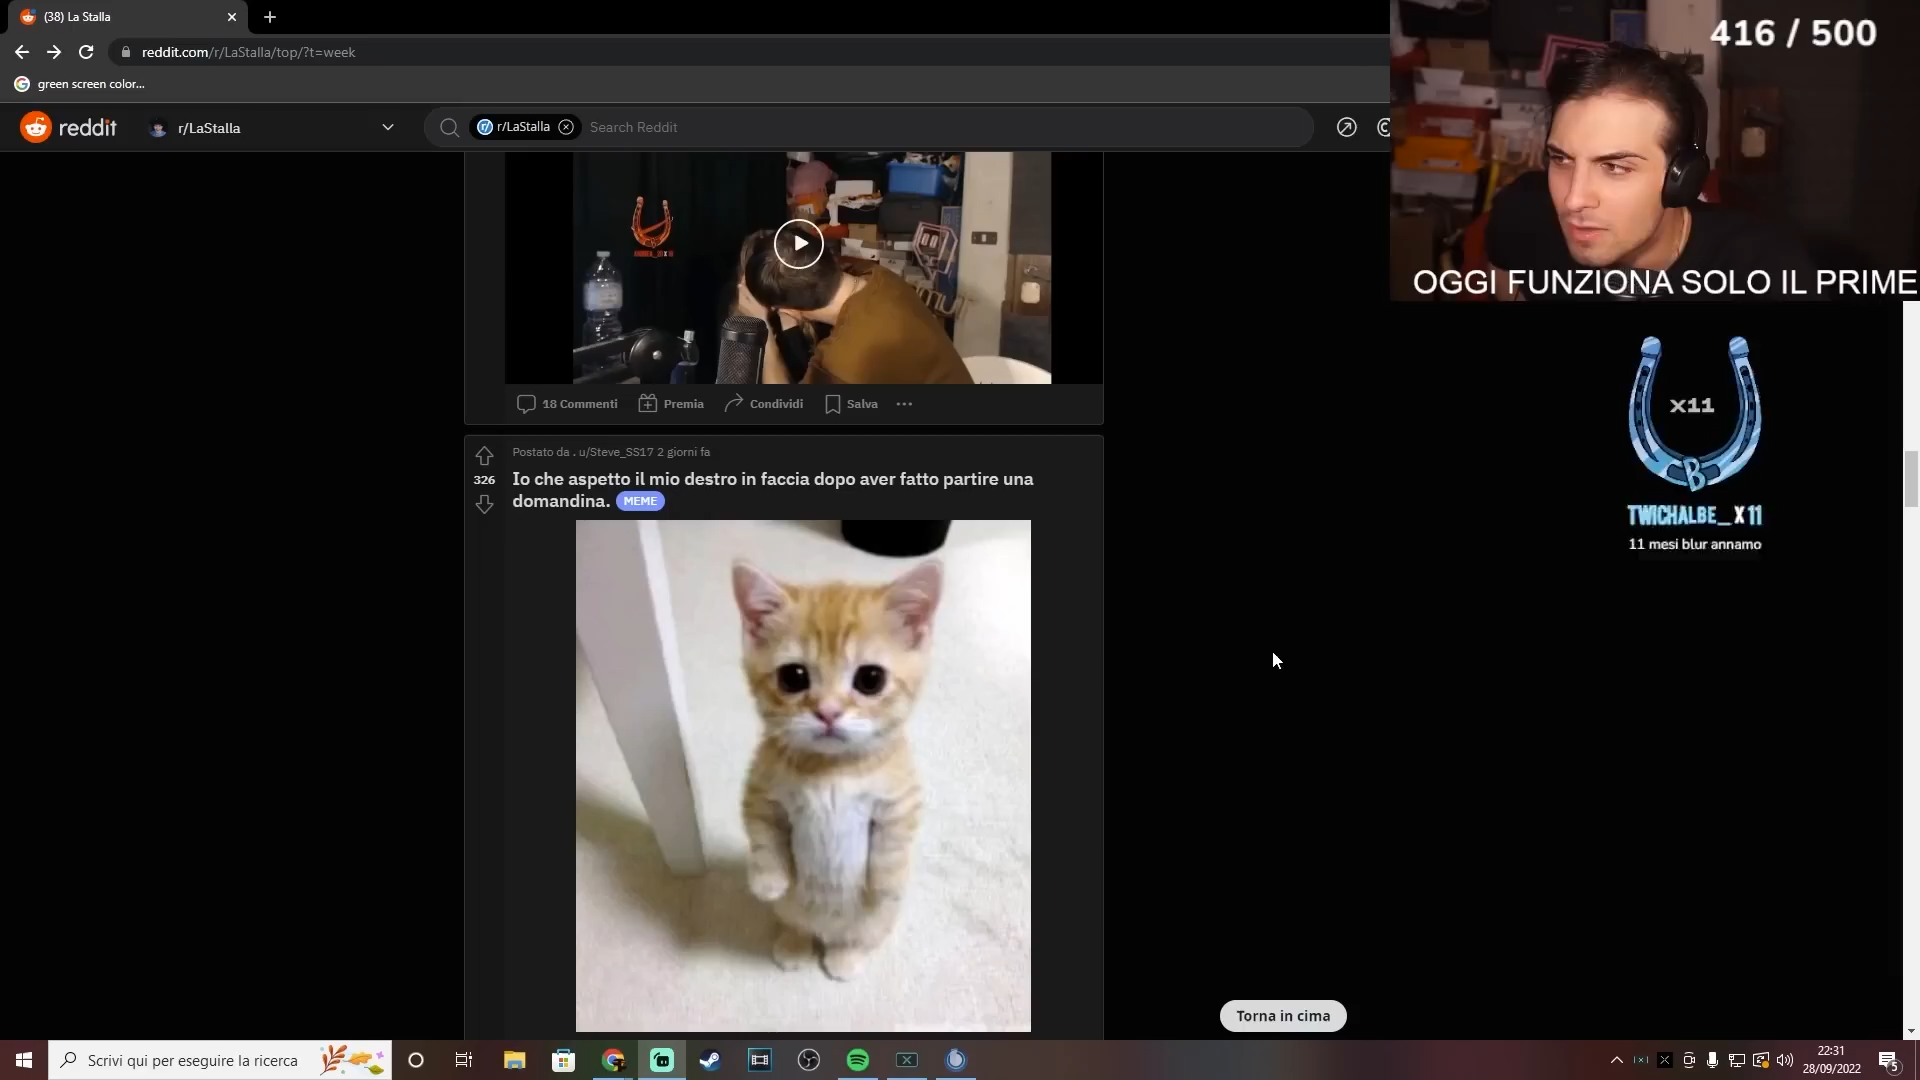 (38) La Stalla
reddit.com/r/LaStalla/top/?t=week
green screen color...
reddit
r/LaStalla
r/LaStalla
Search Reddit
416 / 500
OGGI FUNZIONA SOLO IL PRIME
18 Commenti
Premia
Condividi
Salva
x11
TWICHALBE_ X 11
11 mesi blur annamo
Postato da . u/Steve_SS17 2 giorni fa
326
Io che aspetto il mio destro in faccia dopo aver fatto partire una
domandina. MEME
Torna in cima
Scrivi qui per eseguire la ricerca
22:31
28/09/2022
5